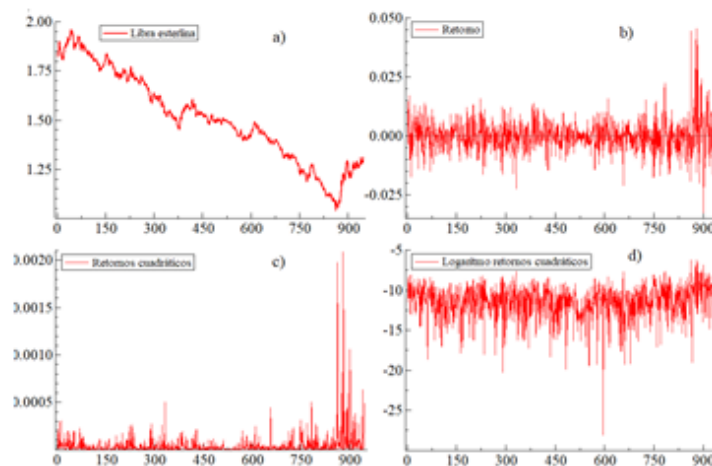 2.00
Libra esterlina
a)
1.75
1.50
1.25
0 150 300 450 600 750 900
0.050
Retorno
b)
0.025
0.000
-0.025
0 150 300 450 600 750 900
0.0020
Retornos cuadráticos
c)
0.0015
0.0010
0.0005
0 150 300 450 600 750 900
-5
Logarítmo retornos cuadráticos
d)
-10
-15
-20
-25
0 150 300 450 600 750 900